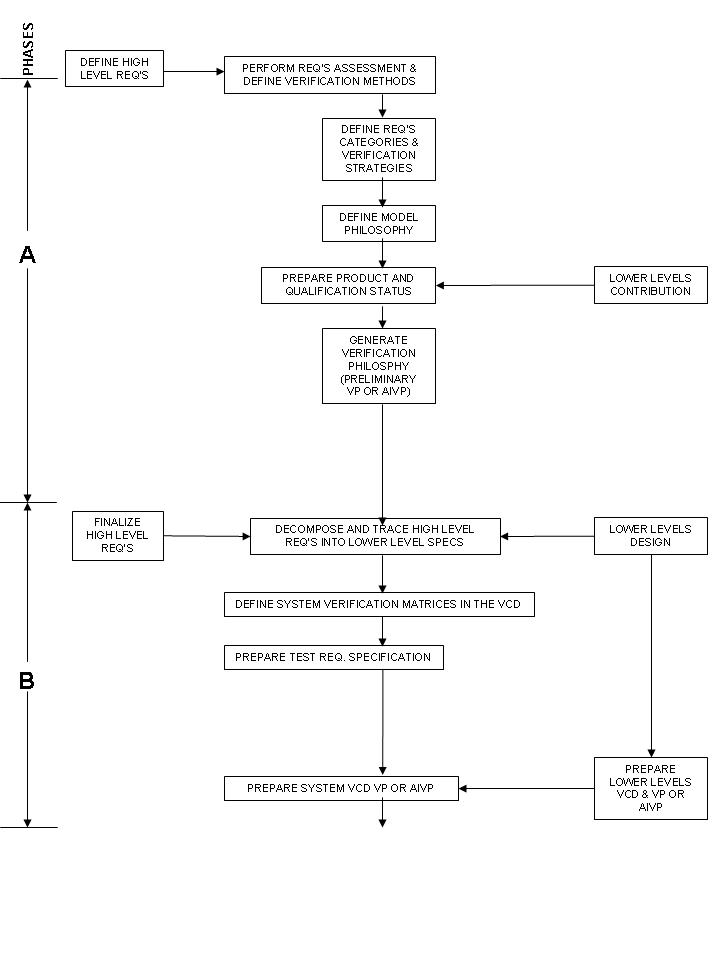 PHASES
DEFINE HIGH
LEVEL REQ'S
PERFORM REQ'S ASSESSMENT &
DEFINE VERIFICATION METHODS
DEFINE REQ'S
CATEGORIES &
VERIFICATION
STRATEGIES
DEFINE MODEL
PHILOSOPHY
A
PREPARE PRODUCT AND
QUALIFICATION STATUS
LOWER LEVELS
CONTRIBUTION
GENERATE
VERIFICATION
PHILOSPHY
(PRELIMINARY
VP OR AIVP)
FINALIZE
HIGH LEVEL
REQ'S
DECOMPOSE AND TRACE HIGH LEVEL
REQ'S INTO LOWER LEVEL SPECS
LOWER LEVELS
DESIGN
DEFINE SYSTEM VERIFICATION MATRICES IN THE VCD
PREPARE TEST REQ. SPECIFICATION
B
PREPARE SYSTEM VCD VP OR AIVP
PREPARE
LOWER LEVELS
VCD & VP OR
AIVP